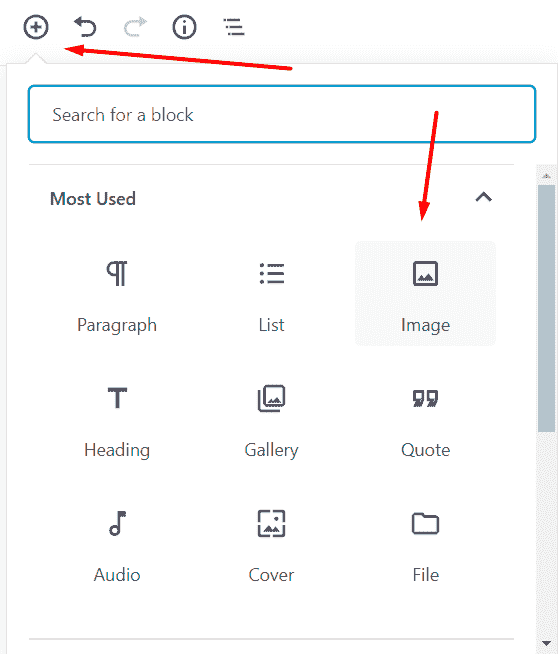 Search for a block
Most Used
Paragraph
List
Image
Heading
Gallery
Quote
Audio
Cover
File